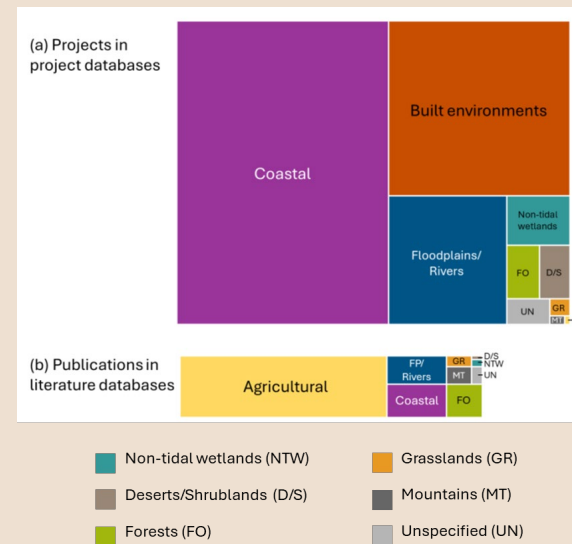 (a) Projects in
project databases
Coastal
Built environments
Floodplains/
Rivers
Non-tidal
wetlands
FO
D/S
UN
GR
MT
(b) Publications in
literature databases
Agricultural
FP/
Rivers
Coastal
GR
MT
FO
D/S
NTW
UN
Non-tidal wetlands (NTW)
Grasslands (GR)
Deserts/Shrublands (D/S)
Mountains (MT)
Forests (FO)
Unspecified (UN)